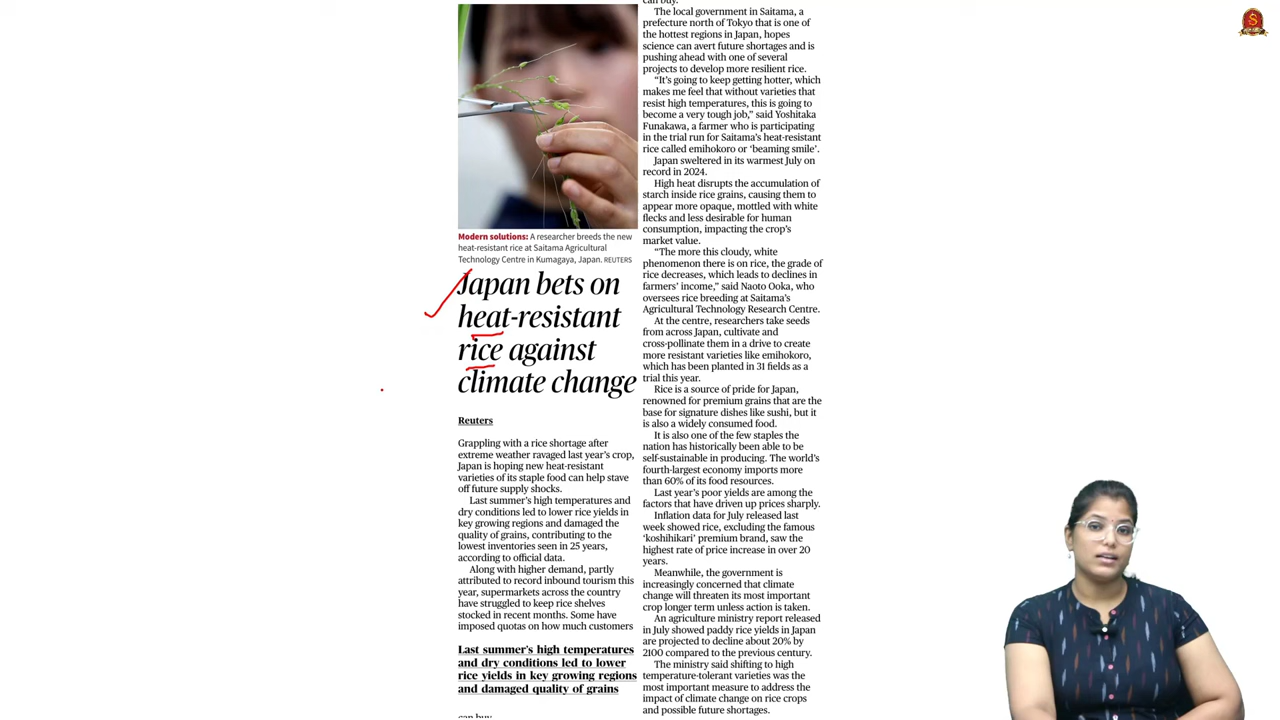 Modern solutions: A researcher breeds the new
heat-resistant rice at Saitama Agricultural
Technology Centre in Kumagaya, Japan. REUTERS
Japan bets on
heat-resistant
rice against
climate change
Reuters
Grappling with a rice shortage after
extreme weather ravaged last year's crop,
Japan is hoping new heat-resistant
varieties of its staple food can help stave
off future supply shocks.
Last summer's high temperatures and
dry conditions led to lower rice yields in
key growing regions and damaged the
quality of grains, contributing to the
lowest inventories seen in 25 years,
according to official data.
Along with higher demand, partly
attributed to record inbound tourism this
year, supermarkets across the country
have struggled to keep rice shelves
stocked in recent months. Some have
imposed quotas on how much customers
Last summer's high temperatures
and dry conditions led to lower
rice yields in key growing regions
and damaged quality of grains
can buy.
can buy.
The local government in Saitama, a
prefecture north of Tokyo that is one of
the hottest regions in Japan, hopes
science can avert future shortages and is
pushing ahead with one of several
projects to develop more resilient rice.
“It's going to keep getting hotter, which
makes me feel that without varieties that
resist high temperatures, this is going to
become a very tough job,” said Yoshitaka
Funakawa, a farmer who is participating
in the trial run for Saitama's heat-resistant
rice called emihokoro or ‘beaming smile’.
Japan sweltered in its warmest July on
record in 2024.
High heat disrupts the accumulation of
starch inside rice grains, causing them to
appear more opaque, mottled with white
flecks and less desirable for human
consumption, impacting the crop's
market value.
“The more this cloudy, white
phenomenon there is on rice, the grade of
rice decreases, which leads to declines in
farmers' income,” said Naoto Ooka, who
oversees rice breeding at Saitama's
Agricultural Technology Research Centre.
At the centre, researchers take seeds
from across Japan, cultivate and
cross-pollinate them in a drive to create
more resistant varieties like emihokoro,
which has been planted in 31 fields as a
trial this year.
Rice is a source of pride for Japan,
renowned for premium grains that are the
base for signature dishes like sushi, but it
is also a widely consumed food.
It is also one of the few staples the
nation has historically been able to be
self-sustainable in producing. The world's
fourth-largest economy imports more
than 60% of its food resources.
Last year's poor yields are among the
factors that have driven up prices sharply.
Inflation data for July released last
week showed rice, excluding the famous
‘koshihikari’ premium brand, saw the
highest rate of price increase in over 20
years.
Meanwhile, the government is
increasingly concerned that climate
change will threaten its most important
crop longer term unless action is taken.
An agriculture ministry report released
in July showed paddy rice yields in Japan
are projected to decline about 20% by
2100 compared to the previous century.
The ministry said shifting to high
temperature-tolerant varieties was the
most important measure to address the
impact of climate change on rice crops
and possible future shortages.